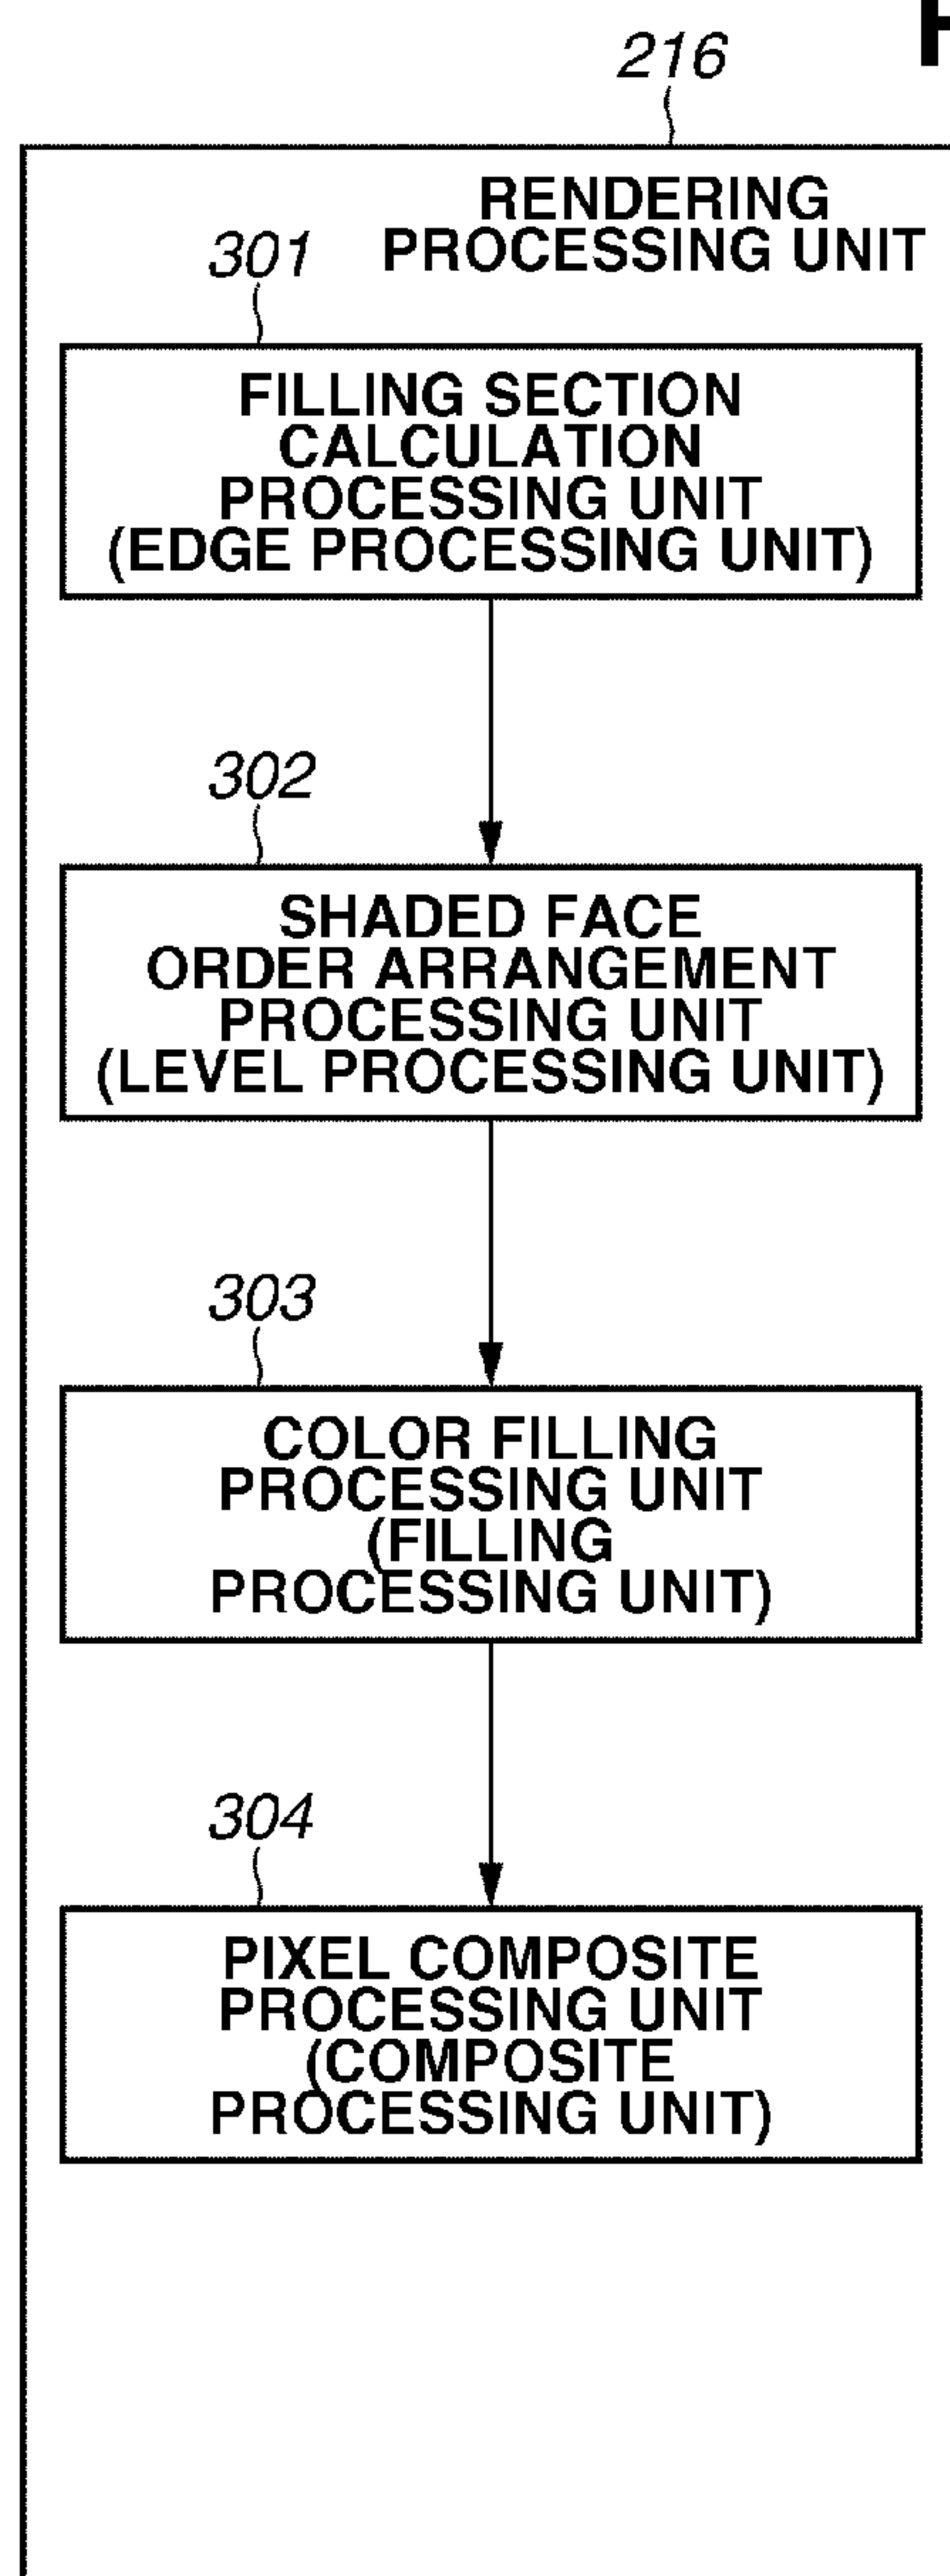 216
RENDERING
PROCESSING UNIT
301
FILLING SECTION
CALCULATION
PROCESSING UNIT
(EDGE PROCESSING UNIT)
302
SHADED FACE
ORDER ARRANGEMENT
PROCESSING UNIT
(LEVEL PROCESSING UNIT)
303
COLOR FILLING
PROCESSING UNIT
(FILLING
PROCESSING UNIT)
304
PIXEL COMPOSITE
PROCESSING UNIT
(COMPOSITE
PROCESSING UNIT)